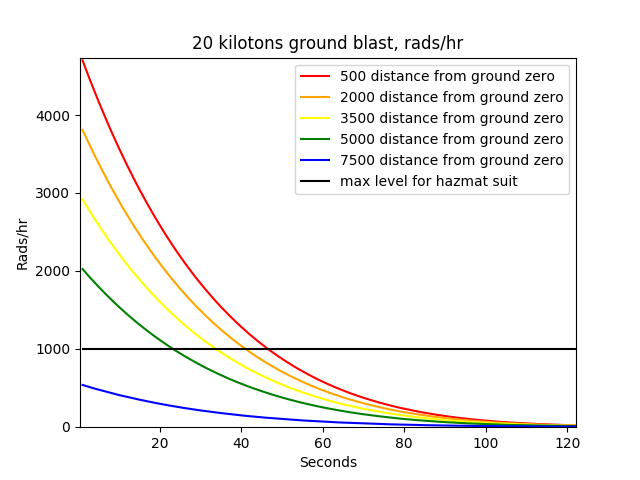 20 kilotons ground blast, rads/hr
500 distance from ground zero
2000 distance from ground zero
3500 distance from ground zero
5000 distance from ground zero
7500 distance from ground zero
max level for hazmat suit
4000
3000
2000
1000
0
Rads/hr
20 40 60 80 100 120
Seconds